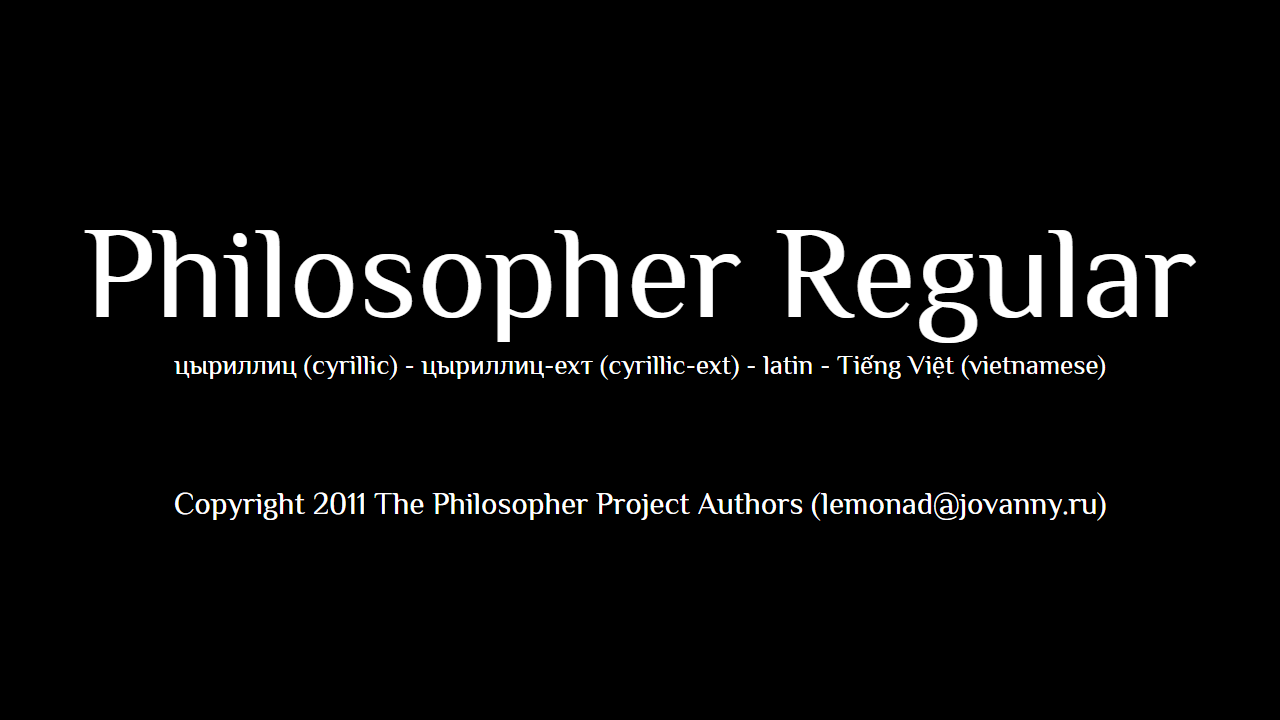 Philosopher Regular
цыриллиц (cyrillic) - цыриллиц-ехт (cyrillic-ext) - latin - Tiếng Việt (vietnamese)
Copyright 2011 The Philosopher Project Authors (lemonad@jovanny.ru)